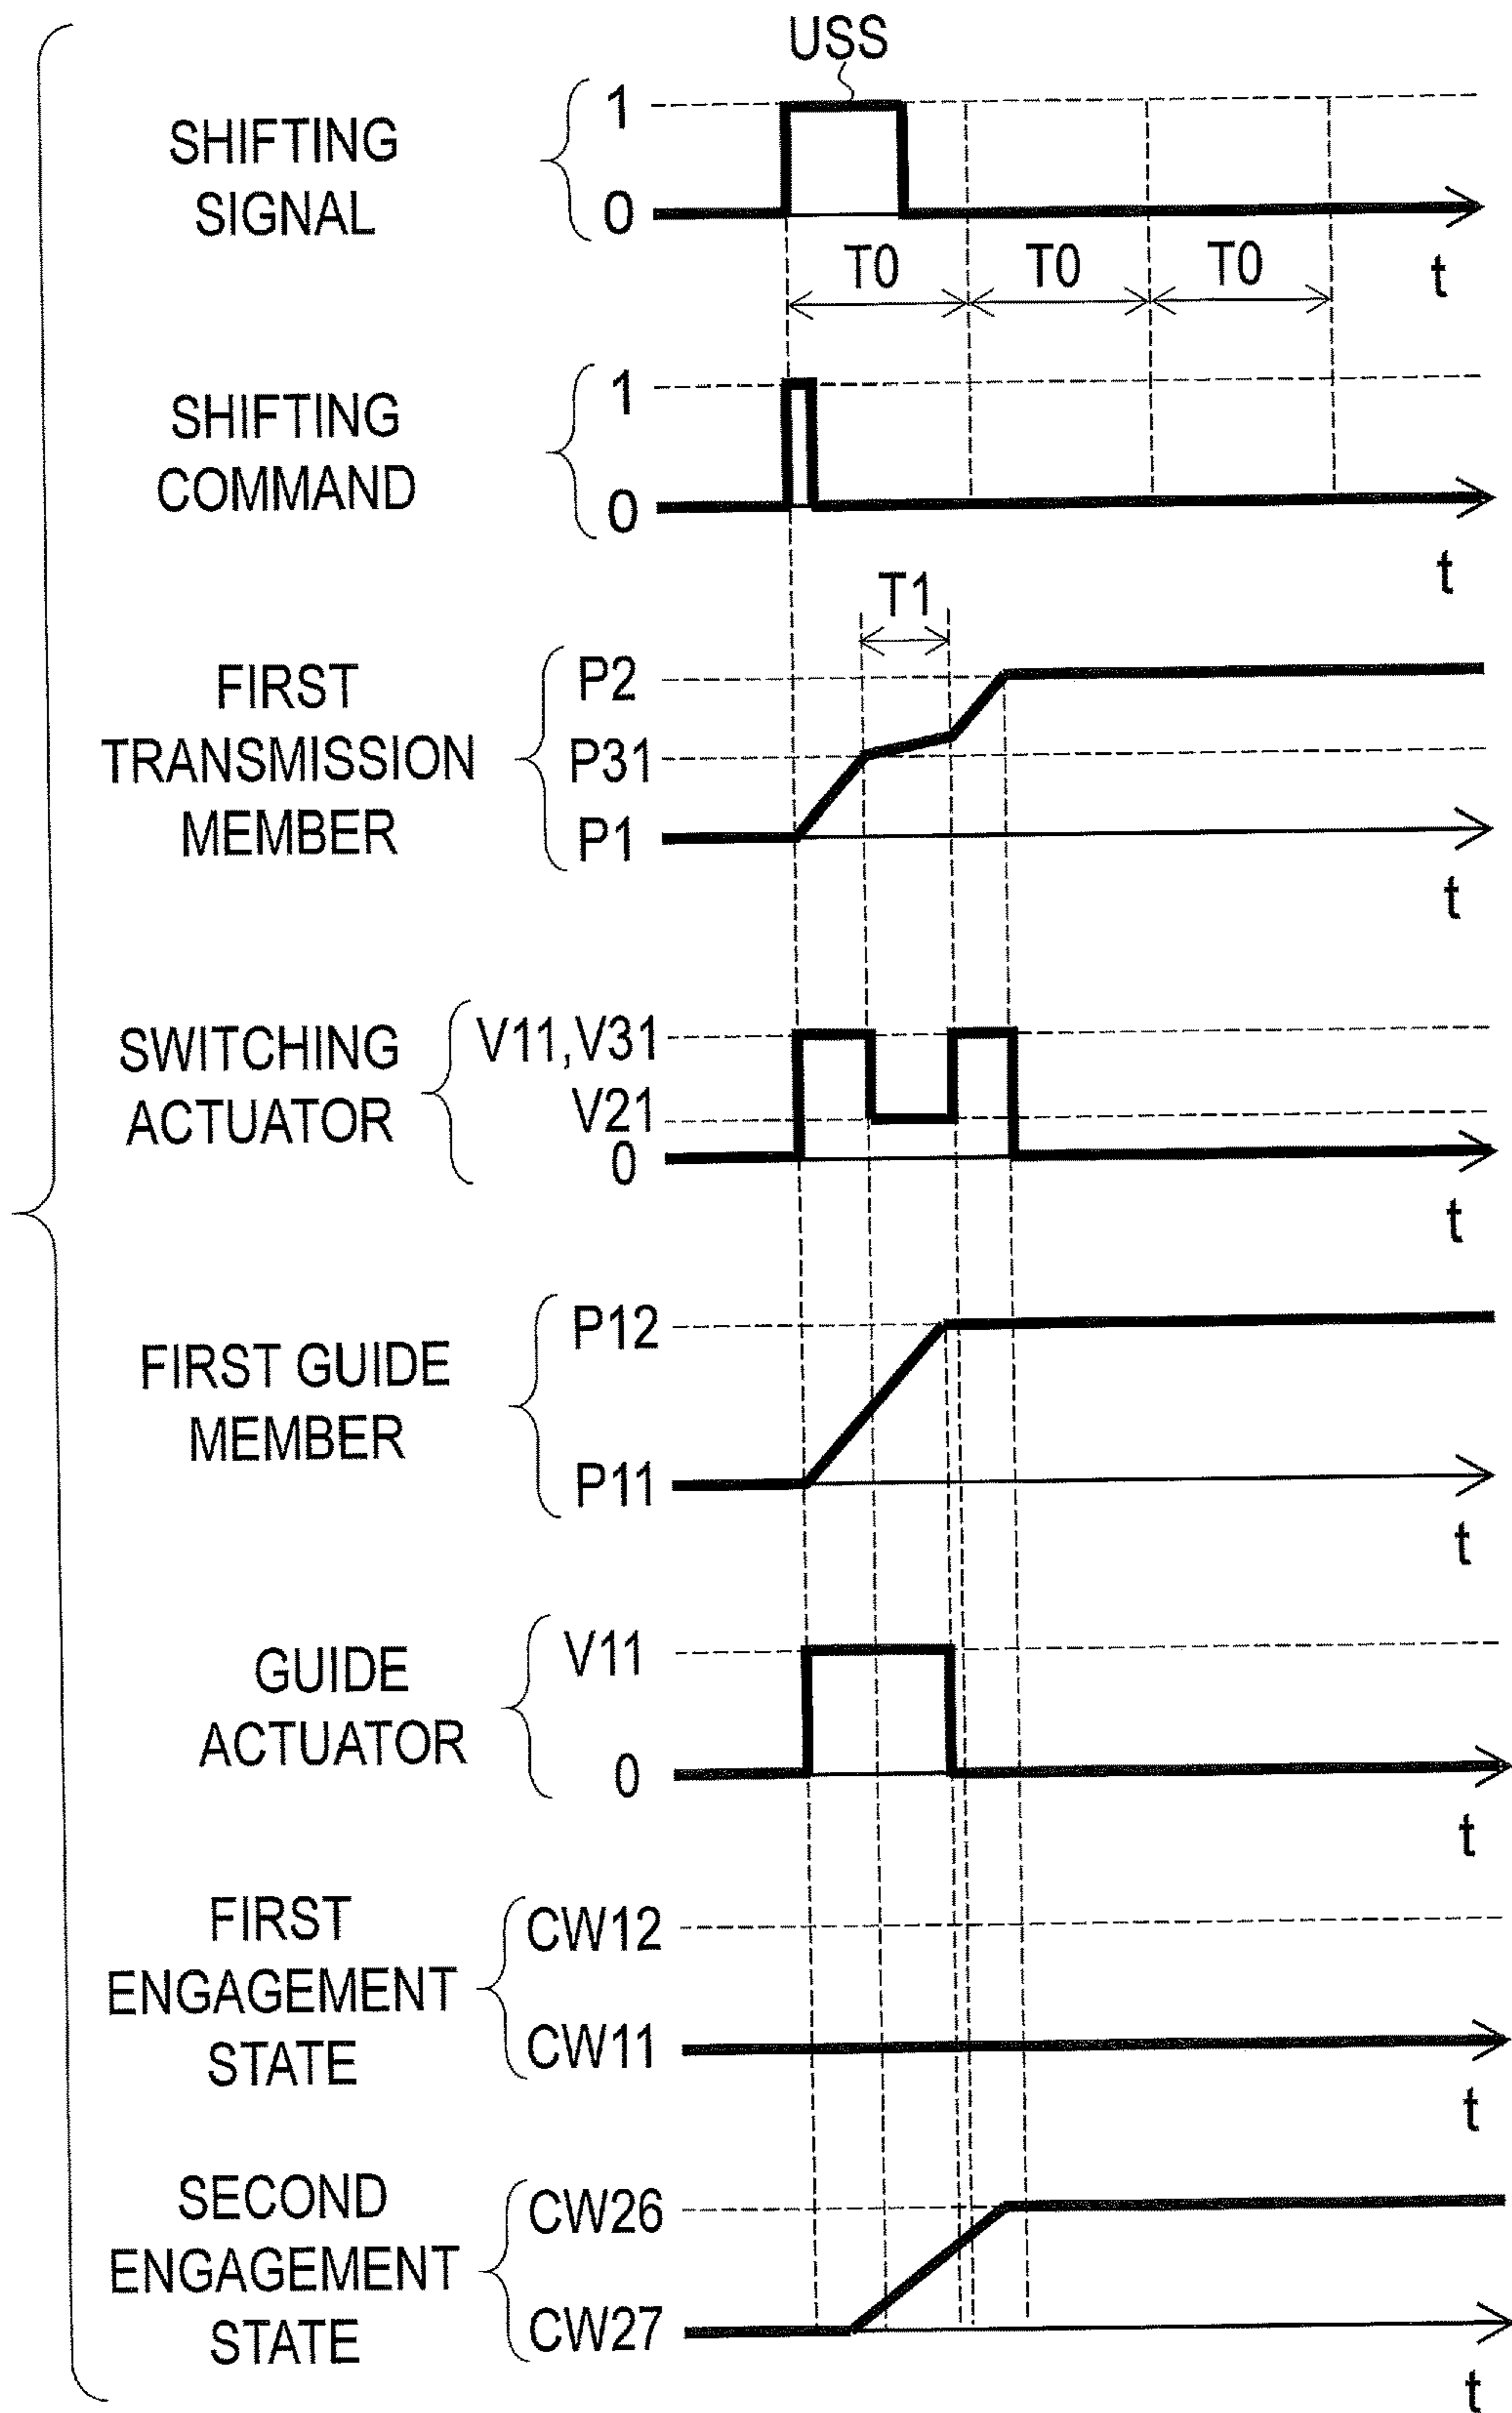 USS
SHIFTING
SIGNAL
1
0
T0
T0
T0
t
SHIFTING
COMMAND
1
0
t
T1
FIRST
TRANSMISSION
MEMBER
P2
P31
P1
t
SWITCHING
ACTUATOR
V11,V31
V21
0
t
FIRST GUIDE
MEMBER
P12
P11
t
GUIDE
ACTUATOR
V11
0
t
FIRST
ENGAGEMENT
STATE
CW12
CW11
t
SECOND
ENGAGEMENT
STATE
CW26
CW27
t